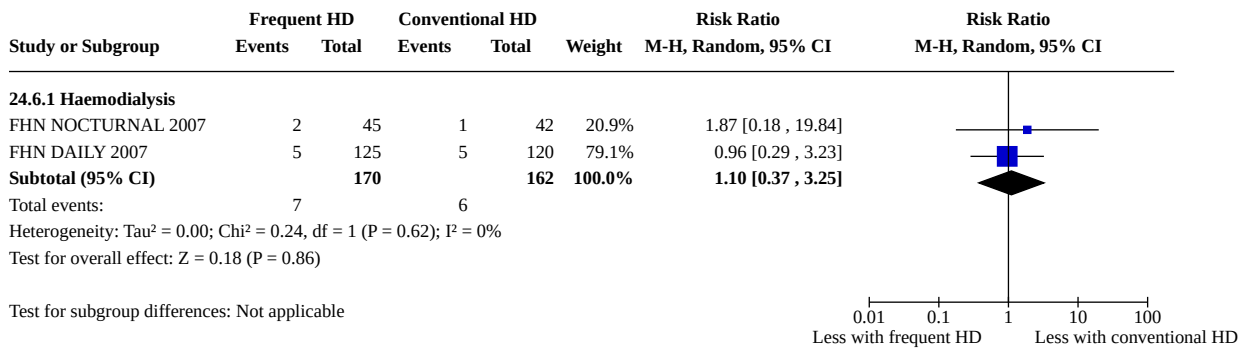 Frequent HD Conventional HD Risk Ratio Risk Ratio
Study or Subgroup Events Total Events Total Weight M-H, Random, 95% CI M-H, Random, 95% CI
24.6.1 Haemodialysis
FHN NOCTURNAL 2007 2 45 1 42 20.9% 1.87 [0.18 , 19.84]
FHN DAILY 2007 5 125 5 120 79.1% 0.96 [0.29 , 3.23]
Subtotal (95% CI) 170 162 100.0% 1.10 [0.37 , 3.25]
Total events: 7 6
Heterogeneity: Tau² = 0.00; Chi² = 0.24, df = 1 (P = 0.62); I² = 0%
Test for overall effect: Z = 0.18 (P = 0.86)
Test for subgroup differences: Not applicable
0.01 0.1 1 10 100
Less with frequent HD Less with conventional HD